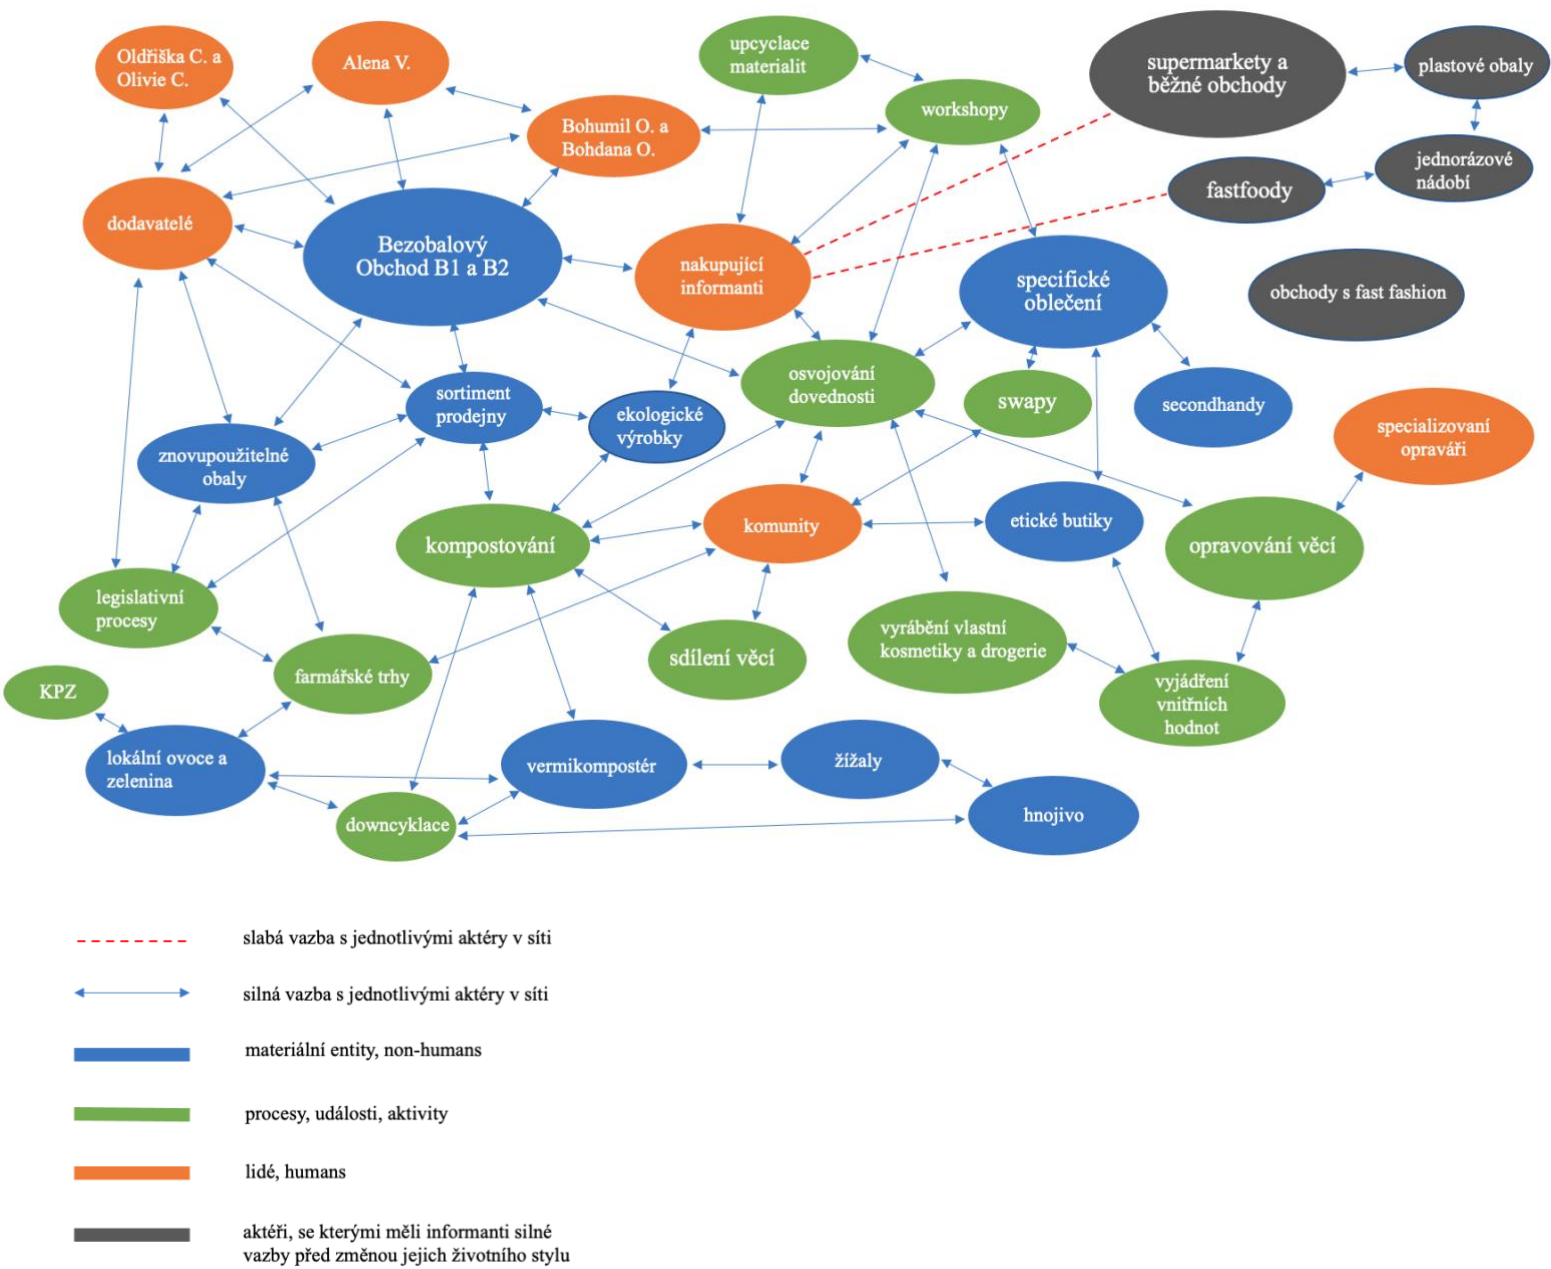 Oldřiška C. a
Olivie C.
Alena V.
upcyclace
materialit
workshopy
supermarkety a
běžné obchody
plastové obaly
Bohumil O. a
Bohdana O.
jednorázové
nádobí
fastfoody
dodavatelé
Bezobalový
Obchod B1 a B2
nakupující
informanti
specifické
oblečení
obchody s fast fashion
osvojování
dovednosti
sortiment
prodejny
ekologické
výrobky
swapy
secondhandy
specializovaní
opraváři
znovupoužitelné
obaly
kompostování
komunity
etické butiky
opravování věcí
legislativní
procesy
farmářské trhy
sdílení věcí
vyrábění vlastní
kosmetiky a drogerie
vyjádření
vnitřních
hodnot
KPZ
lokální ovoce a
zelenina
vermikompostér
žížaly
hnojivo
downcyklace
slabá vazba s jednotlivými aktéry v síti
silná vazba s jednotlivými aktéry v síti
materiální entity, non-humans
procesy, události, aktivity
lidé, humans
aktéři, se kterými měli informanti silné
vazby před změnou jejich životního stylu